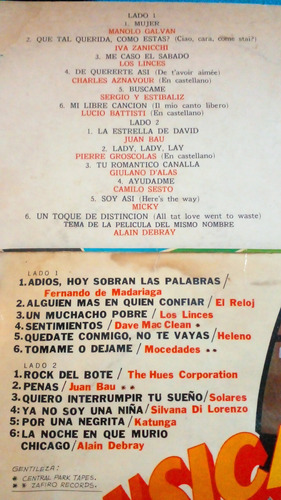 LADO 1
1. MUJER
MANOLO GALVAN
2. QUE TAL QUERIDA, COMO ESTAS? (Ciao, cara, come stai?)
IVA ZANICCHI
3. ME CASO EL SABADO
LOS LINCES
4. DE QUERERTE ASI (De t'avoir aimée)
CHARLES AZNAVOUR (En castellano)
5. BUSCAME
SERGIO Y ESTIBALIZ
6. MI LIBRE CANCION (Il mio canto libero)
LUCIO BATTISTI (En castellano)
LADO 2
1. LA ESTRELLA DE DAVID
JUAN BAU
2. LADY, LADY, LAY
PIERRE GROSCOLAS (En castellano)
3. TU ROMANTICO CANALLA
GIULANO D'ALAS
4. AYUDADME
CAMILO SESTO
5. SOY ASI (Here's the way)
MICKY
6. UN TOQUE DE DISTINCION (All tat love went to waste)
TEMA DE LA PELICULA DEL MISMO NOMBRE
ALAIN DEBRAY
LADO 1
1. ADIOS, HOY SOBRAN LAS PALABRAS/
Fernando de Madariaga
2. ALGUIEN MAS EN QUIEN CONFIAR/El Reloj
3. UN MUCHACHO POBRE/Los Linces
4. SENTIMIENTOS/Dave Mac Clean *
5. QUEDATE CONMIGO, NO TE VAYAS/Heleno
6. TOMAME O DEJAME/Mocedades **
LADO 2
1. ROCK DEL BOTE/The Hues Corporation
2. PENAS/Juan Bau **
3. QUIERO INTERRUMPIR TU SUEÑO/Solares
4. YA NO SOY UNA NIÑA/Silvana Di Lorenzo
5. POR UNA NEGRITA/Katunga
6. LA NOCHE EN QUE MURIO
CHICAGO/Alain Debray
GENTILEZA:
* CENTRAL PARK TAPES.
* ZAFIRO RECORDS.
MUSICA